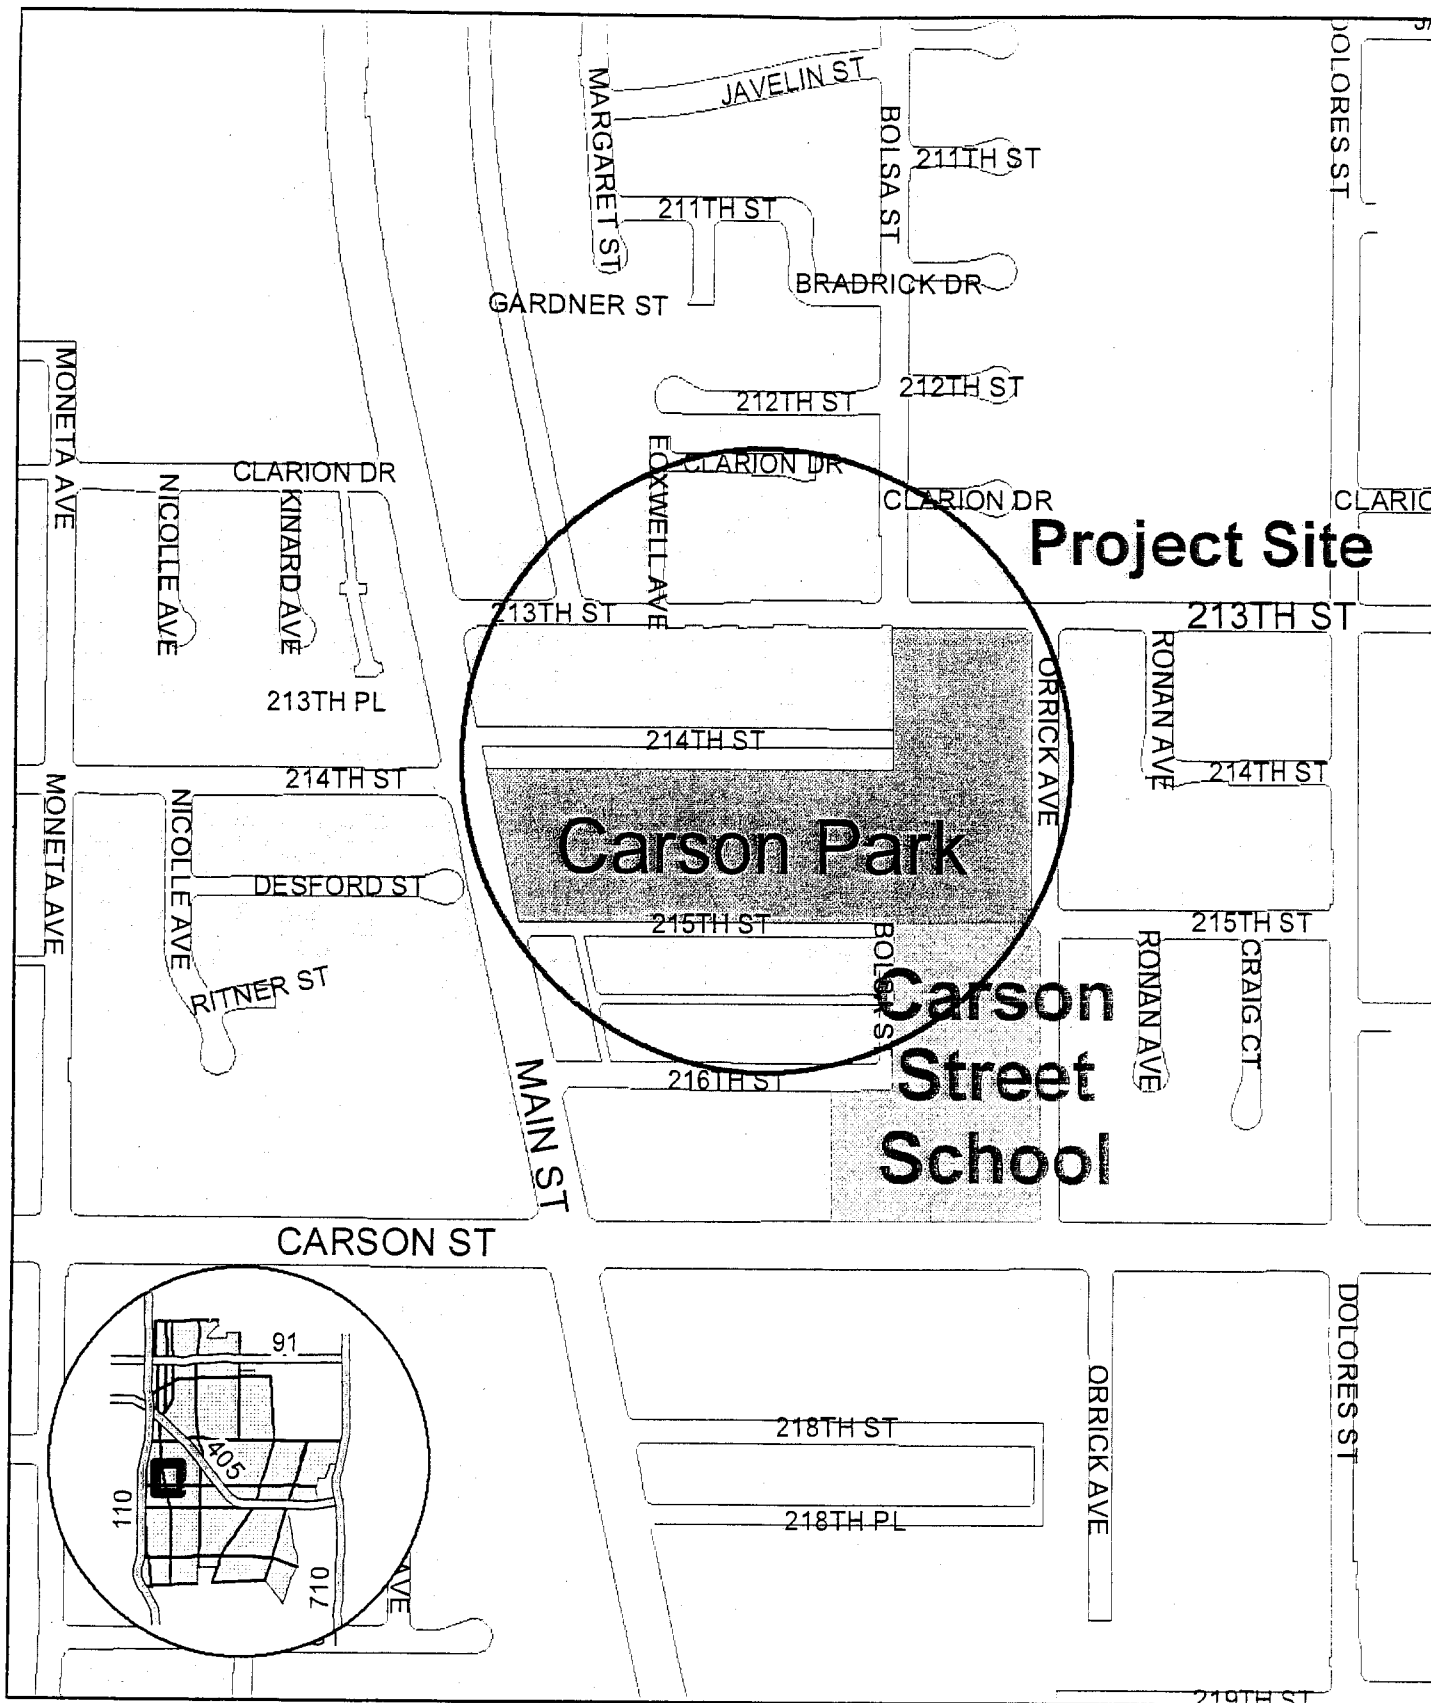 JAVELIN ST
MARGARET ST
BOLSA ST
DOLORES ST
211TH ST
211TH ST
BRADRICK DR
GARDNER ST
MONETA AVE
212TH ST
212TH ST
CLARION DR
FOXWELL AVE
CLARION DR
CLARION DR
CLARIO
NICOLLE AVE
KINARD AVE
Project Site
213TH ST
213TH ST
213TH PL
ORRICK AVE
RONAN AVE
214TH ST
214TH ST
214TH ST
MONETA AVE
NICOLLE AVE
Carson Park
DESFORD ST
215TH ST
215TH ST
BOLSA ST
RONAN AVE
CRAIG CT
RITNER ST
Carson
Street
School
MAIN ST
216TH ST
CARSON ST
91
405
110
710
AVE
DOLORES ST
ORRICK AVE
218TH ST
218TH PL
219TH ST